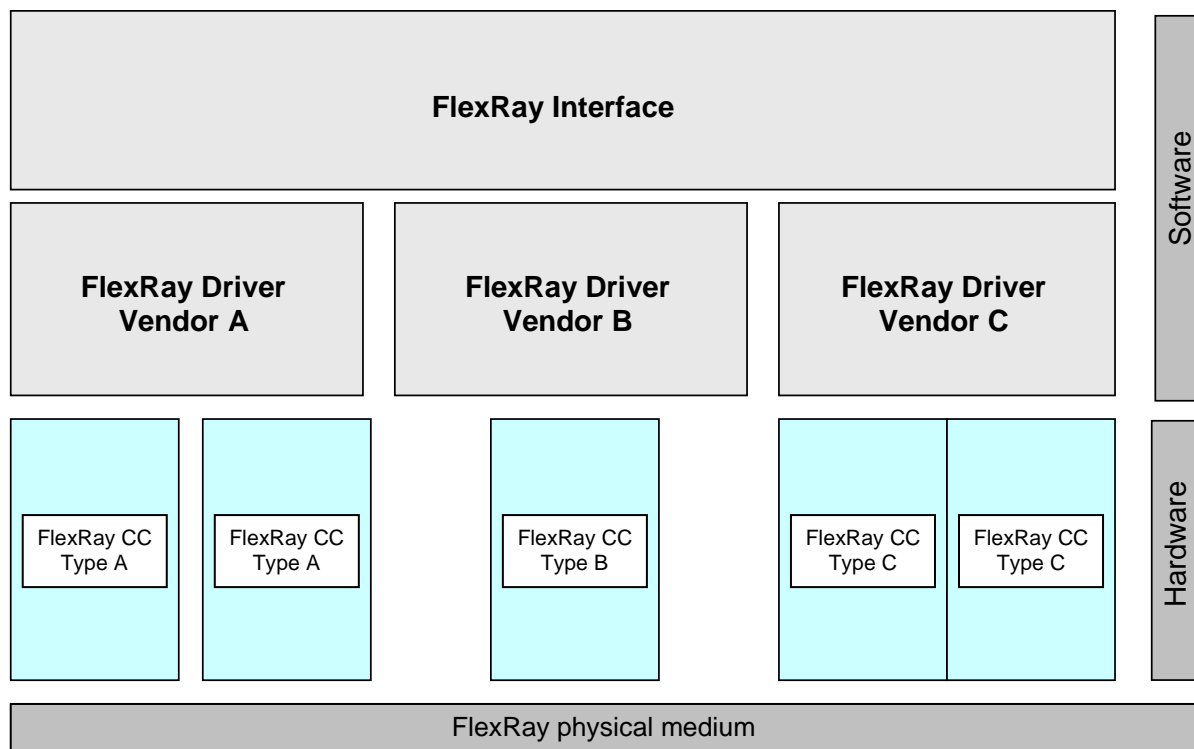 FlexRay Interface
Software
FlexRay Driver
Vendor A
FlexRay Driver
Vendor B
FlexRay Driver
Vendor C
FlexRay CC
Type A
FlexRay CC
Type A
FlexRay CC
Type B
FlexRay CC
Type C
FlexRay CC
Type C
Hardware
FlexRay physical medium